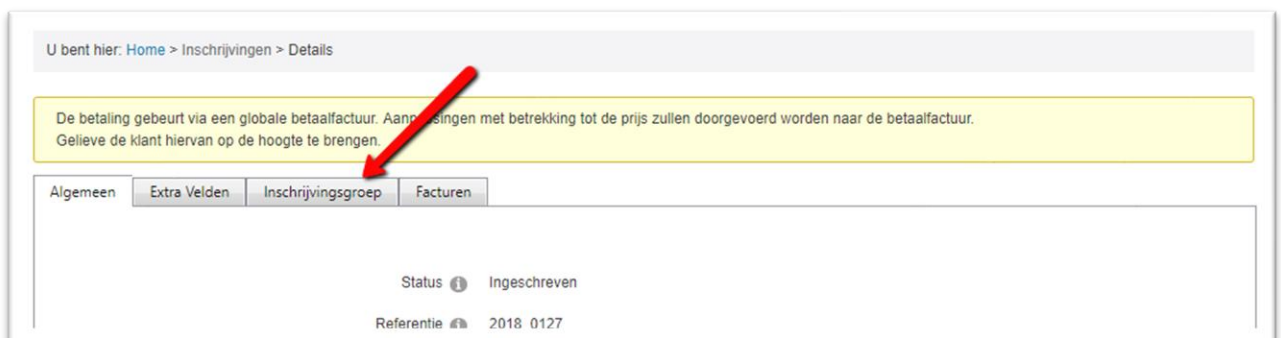 U bent hier: Home > Inschrijvingen > Details
De betaling gebeurt via een globale betaalfactuur. Aanpassingen met betrekking tot de prijs zullen doorgevoerd worden naar de betaalfactuur.
Gelieve de klant hiervan op de hoogte te brengen.
Algemeen Extra Velden Inschrijvingsgroep Facturen
Status Ingeschreven
Referentie 2018_0127